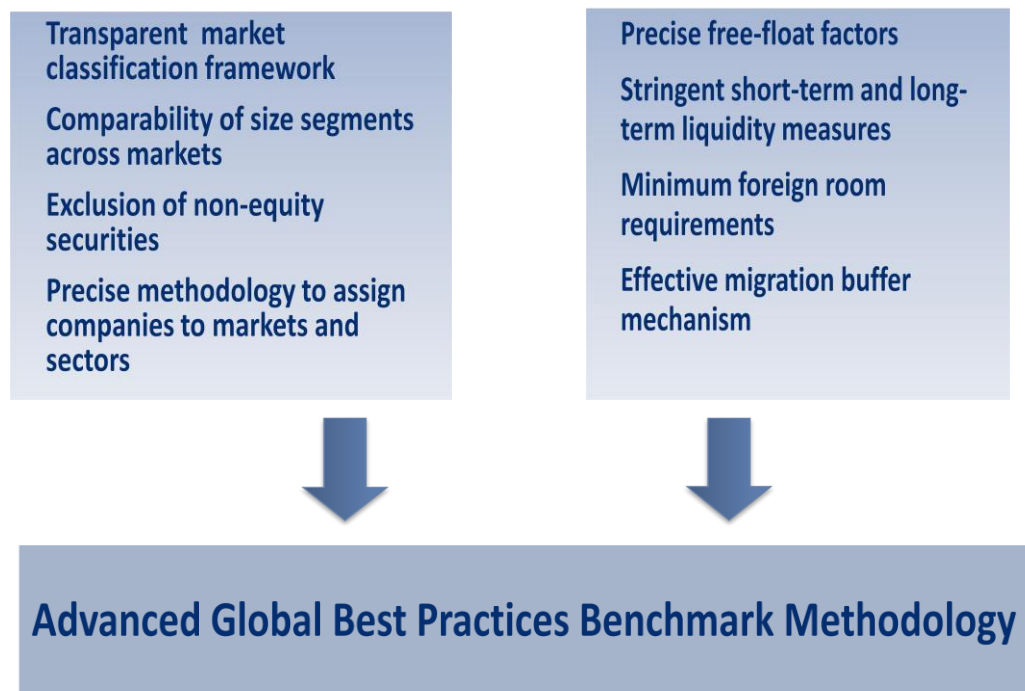 Transparent market
classification framework
Comparability of size segments
across markets
Exclusion of non-equity
securities
Precise methodology to assign
companies to markets and
sectors
Precise free-float factors
Stringent short-term and long-
term liquidity measures
Minimum foreign room
requirements
Effective migration buffer
mechanism
Advanced Global Best Practices Benchmark Methodology